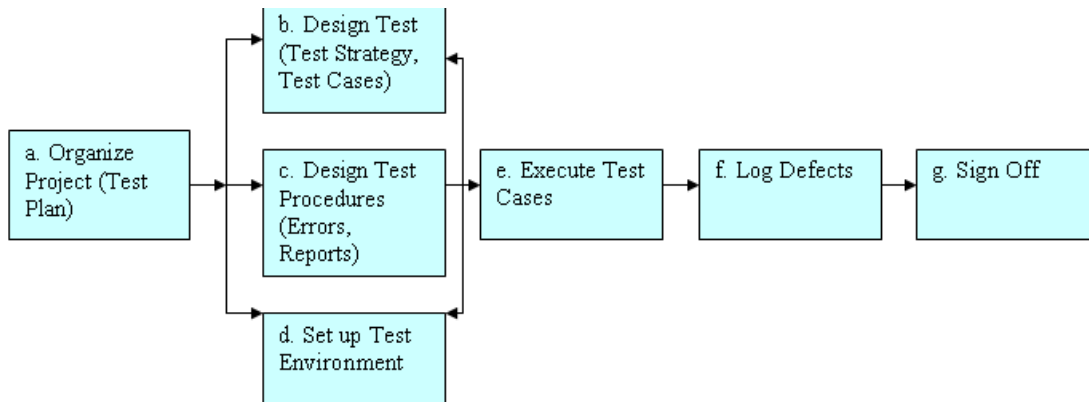 a. Organize
Project (Test
Plan)
b. Design Test
(Test Strategy,
Test Cases)
c. Design Test
Procedures
(Errors,
Reports)
d. Set up Test
Environment
e. Execute Test
Cases
f. Log Defects
g. Sign Off